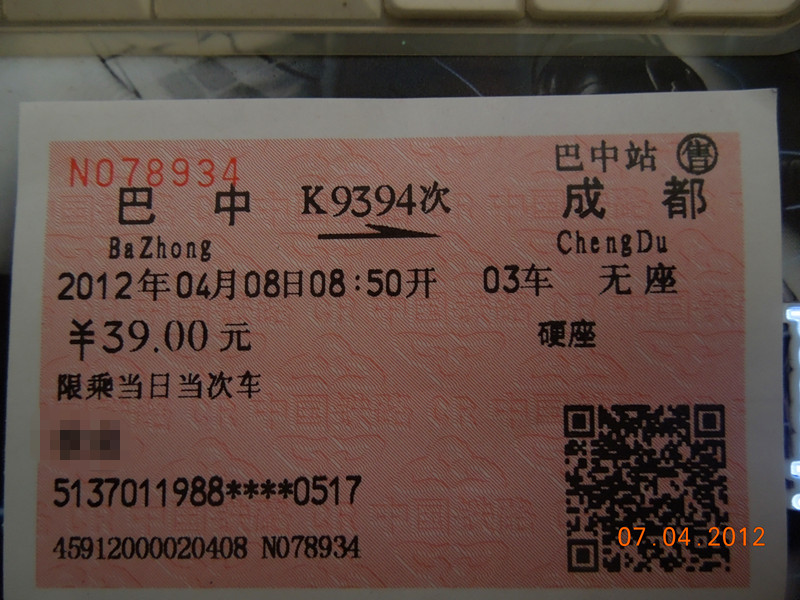 N078934
巴中站 售
巴中 K9394次 成都
BaZhong ChengDu
2012年04月08日08:50开 03车 无座
¥39.00元 硬座
限乘当日当次车
5137011988****0517
45912000020408 N078934
07.04.2012